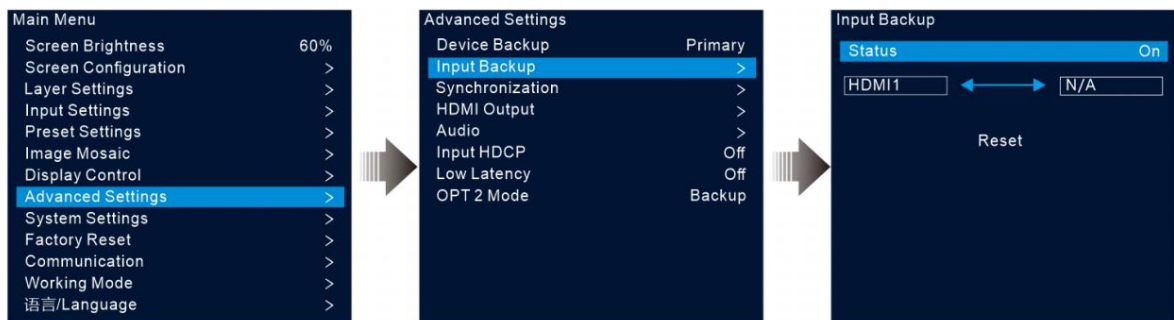 Main Menu
Screen Brightness 60%
Screen Configuration >
Layer Settings >
Input Settings >
Preset Settings >
Image Mosaic >
Display Control >
Advanced Settings >
System Settings >
Factory Reset >
Communication >
Working Mode >
语言/Language >
Advanced Settings
Device Backup Primary
Input Backup >
Synchronization >
HDMI Output >
Audio >
Input HDCP Off
Low Latency Off
OPT 2 Mode Backup
Input Backup
Status On
HDMI1 N/A
Reset